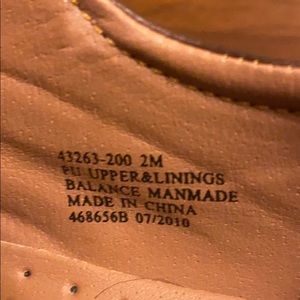 43263-200 2M
PU UPPER&LININGS
BALANCE MANMADE
MADE IN CHINA
468656B 07/2010